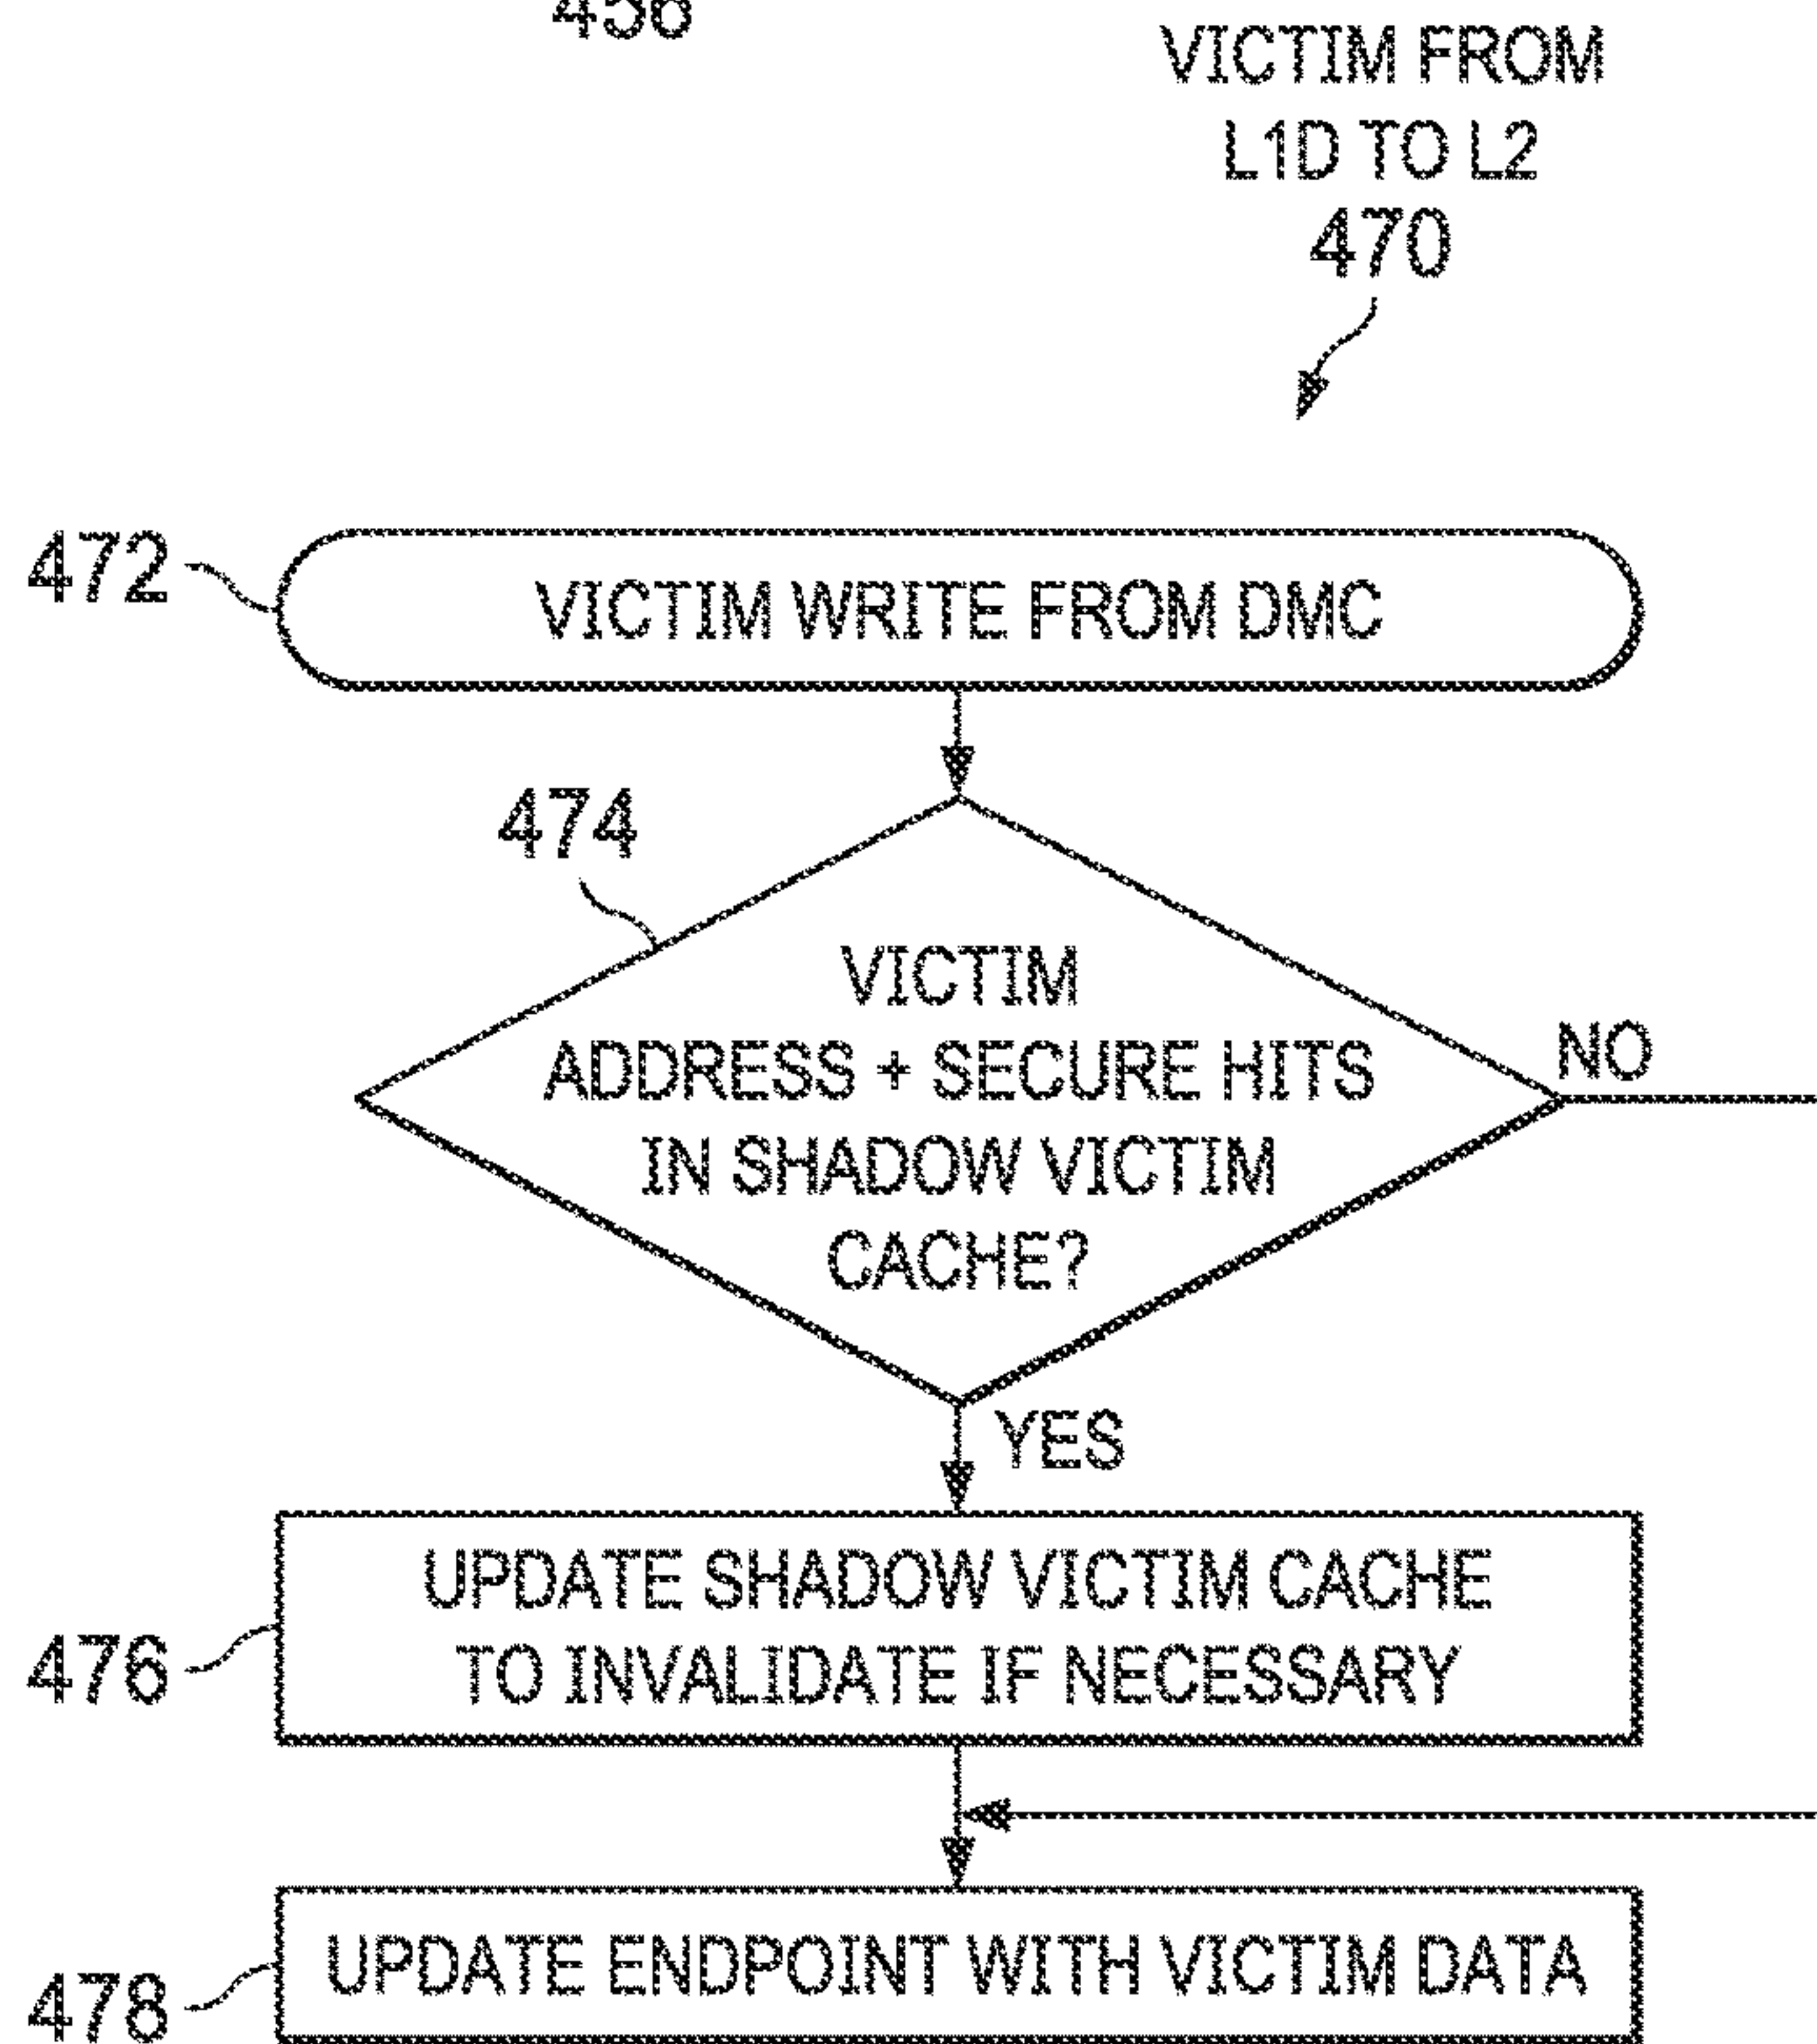 456
VICTIM FROM
L1D TO L2
470
472
VICTIM WRITE FROM DMC
474
VICTIM
ADDRESS + SECURE HITS
IN SHADOW VICTIM
CACHE?
NO
YES
UPDATE SHADOW VICTIM CACHE
TO INVALIDATE IF NECESSARY
476
UPDATE ENDPOINT WITH VICTIM DATA
478